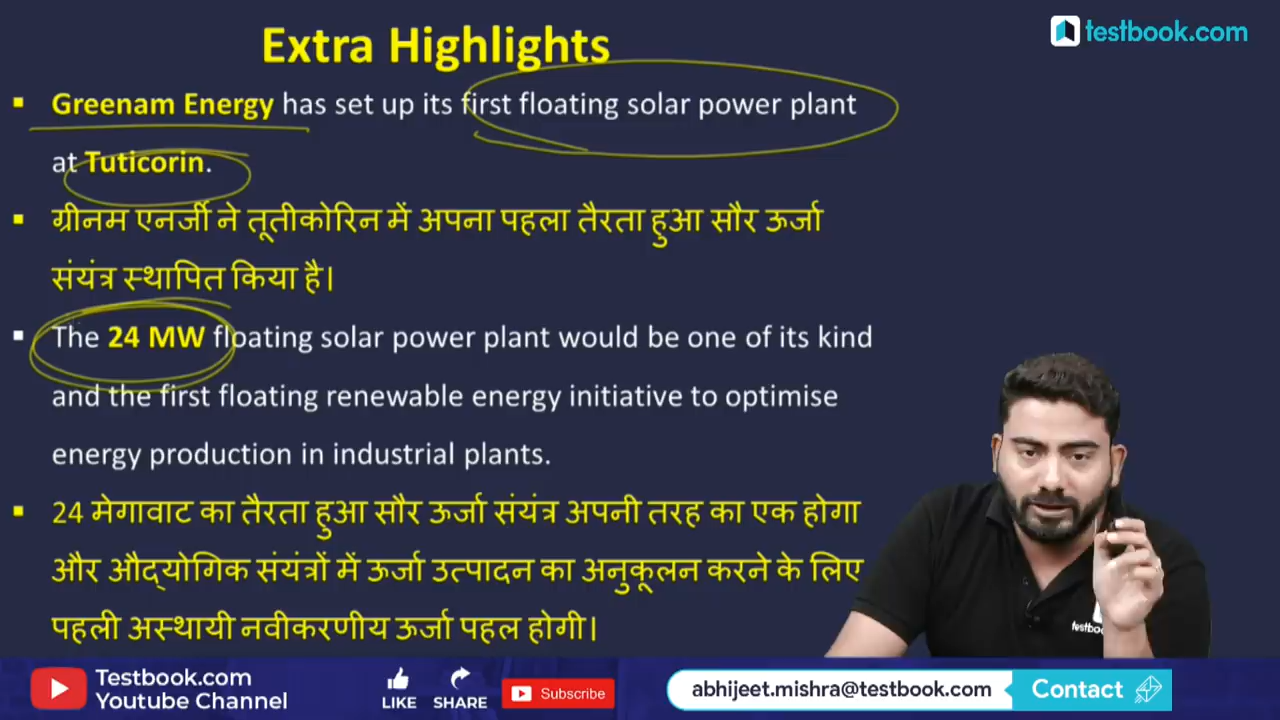 Extra Highlights
testbook.com
▪ Greenam Energy has set up its first floating solar power plant
at Tuticorin.
▪ ग्रीनम एनर्जी ने तूतीकोरिन में अपना पहला तैरता हुआ सौर ऊर्जा
संयंत्र स्थापित किया है।
▪ The 24 MW floating solar power plant would be one of its kind
and the first floating renewable energy initiative to optimise
energy production in industrial plants.
▪ 24 मेगावाट का तैरता हुआ सौर ऊर्जा संयंत्र अपनी तरह का एक होगा
और औद्योगिक संयंत्रों में ऊर्जा उत्पादन का अनुकूलन करने के लिए
पहली अस्थायी नवीकरणीय ऊर्जा पहल होगी।
testbo
Testbook.com
Youtube Channel
LIKE
SHARE
Subscribe
abhijeet.mishra@testbook.com
Contact